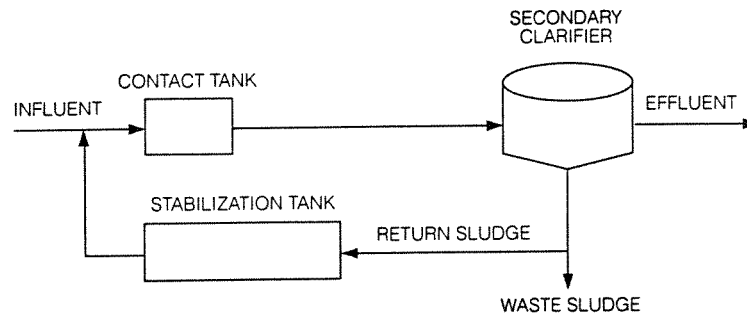 SECONDARY
CLARIFIER
CONTACT TANK
INFLUENT
EFFLUENT
STABILIZATION TANK
RETURN SLUDGE
WASTE SLUDGE